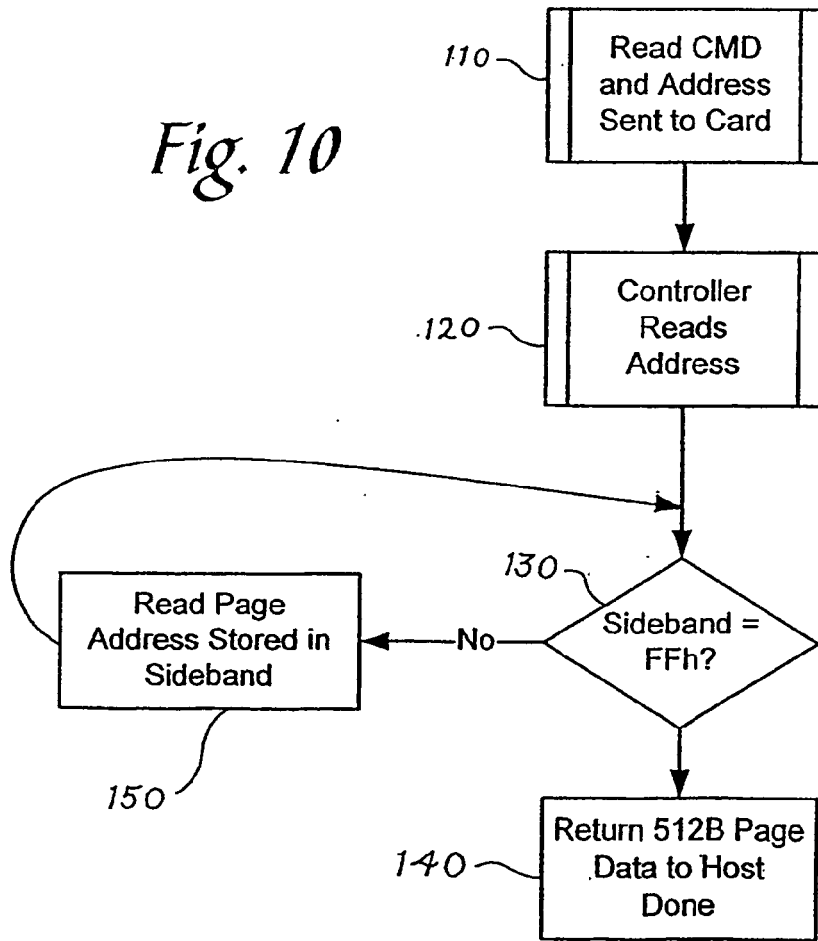 110
Read CMD
and Address
Sent to Card
Fig. 10
120
Controller
Reads
Address
130
Sideband =
FFh?
No
Read Page
Address Stored in
Sideband
150
140
Return 512B Page
Data to Host
Done